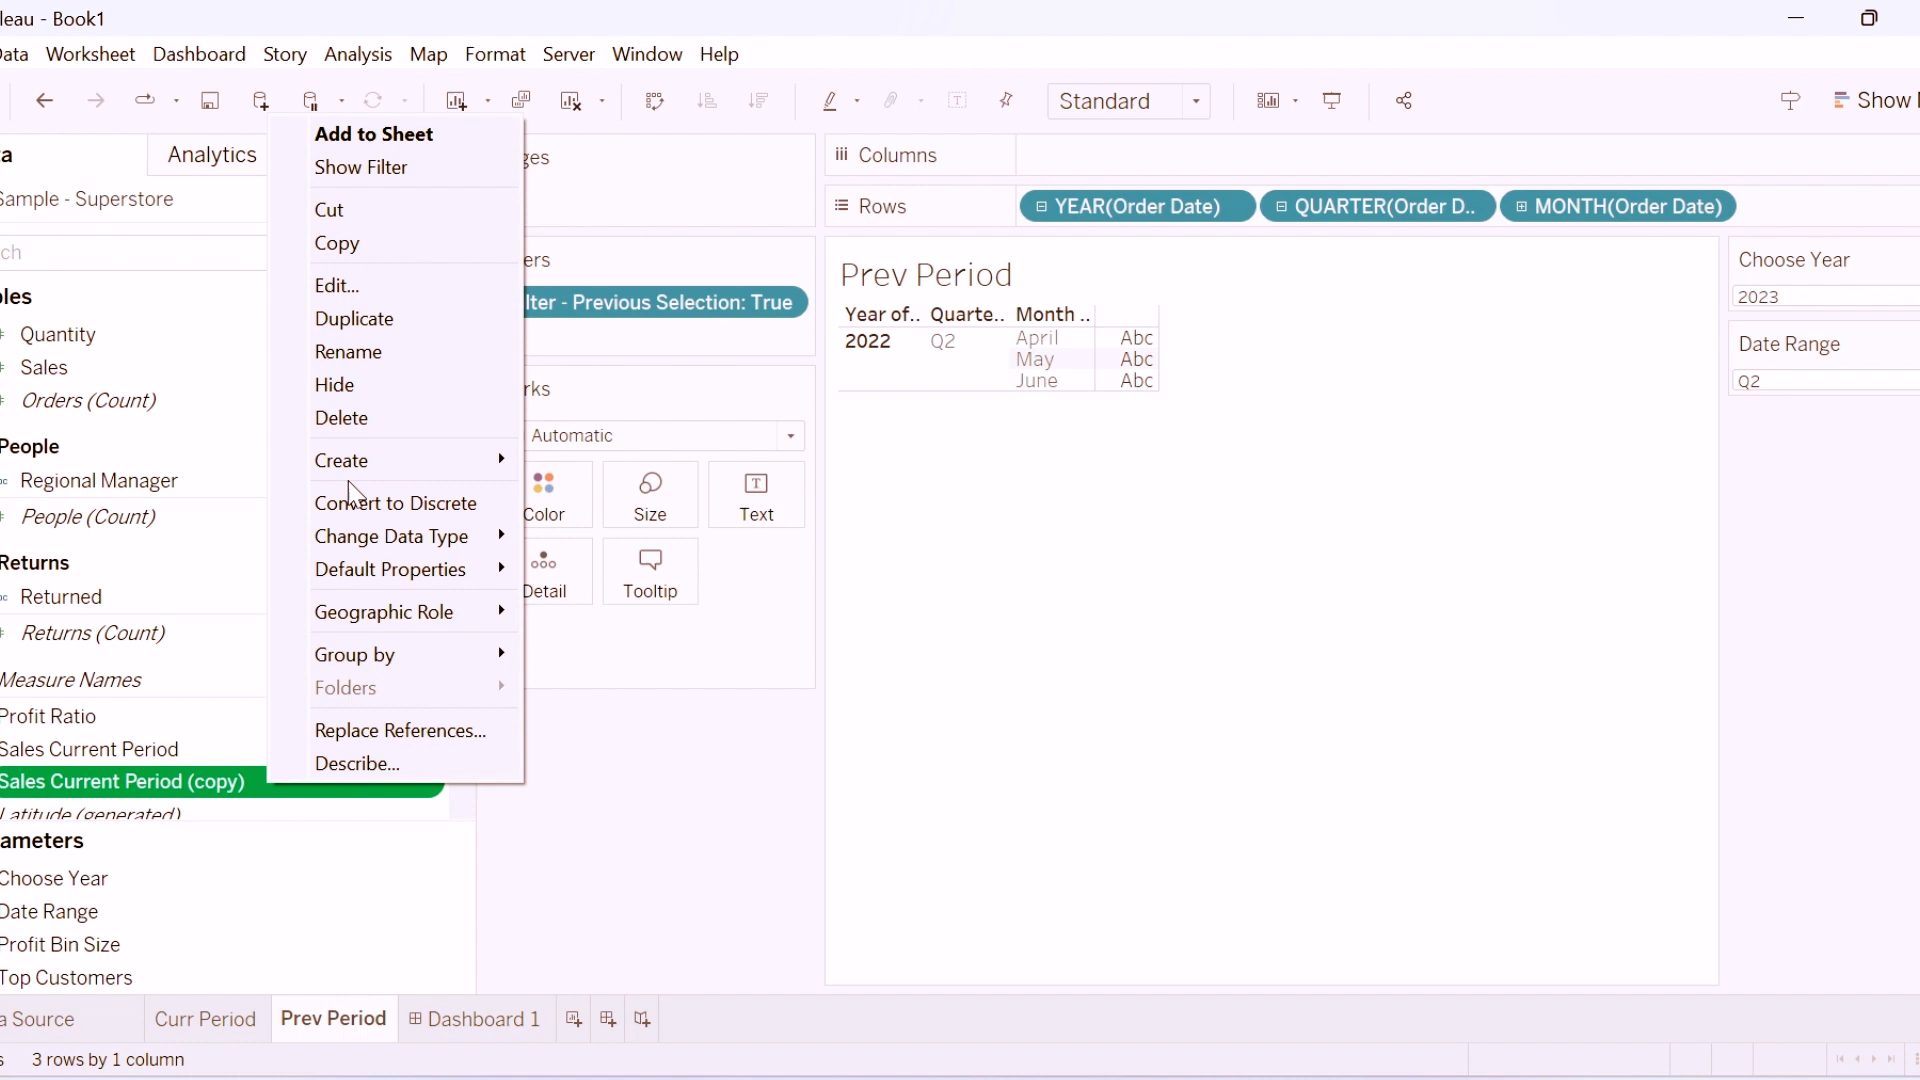 leau - Book1
Data Worksheet Dashboard Story Analysis Map Format Server Window Help
Standard
Show
Analytics
Sample - Superstore
ch
les
Quantity
Sales
Orders (Count)
People
Regional Manager
People (Count)
Returns
Returned
Returns (Count)
Measure Names
Profit Ratio
Sales Current Period
Sales Current Period (copy)
Latitude (generated)
ameters
Choose Year
Date Range
Profit Bin Size
Top Customers
Add to Sheet
Show Filter
Cut
Copy
Edit...
Duplicate
Rename
Hide
Delete
Create
Convert to Discrete
Change Data Type
Default Properties
Geographic Role
Group by
Folders
Replace References...
Describe...
ges
ers
lter - Previous Selection: True
rks
Automatic
Color
Size
Text
Detail
Tooltip
Columns
Rows
YEAR(Order Date) QUARTER(Order D.. MONTH(Order Date)
Prev Period
Year of.. Quarte.. Month ..
2022 Q2 April Abc
May Abc
June Abc
Choose Year
2023
Date Range
Q2
a Source Curr Period Prev Period Dashboard 1
s 3 rows by 1 column